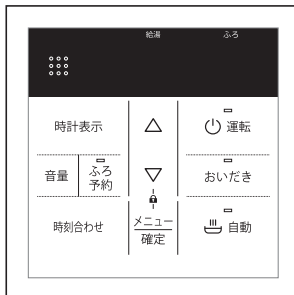 給湯 ふろ
時計表示
運転
音量
ふろ
予約
おいだき
時刻合わせ
メニュー
確定
自動